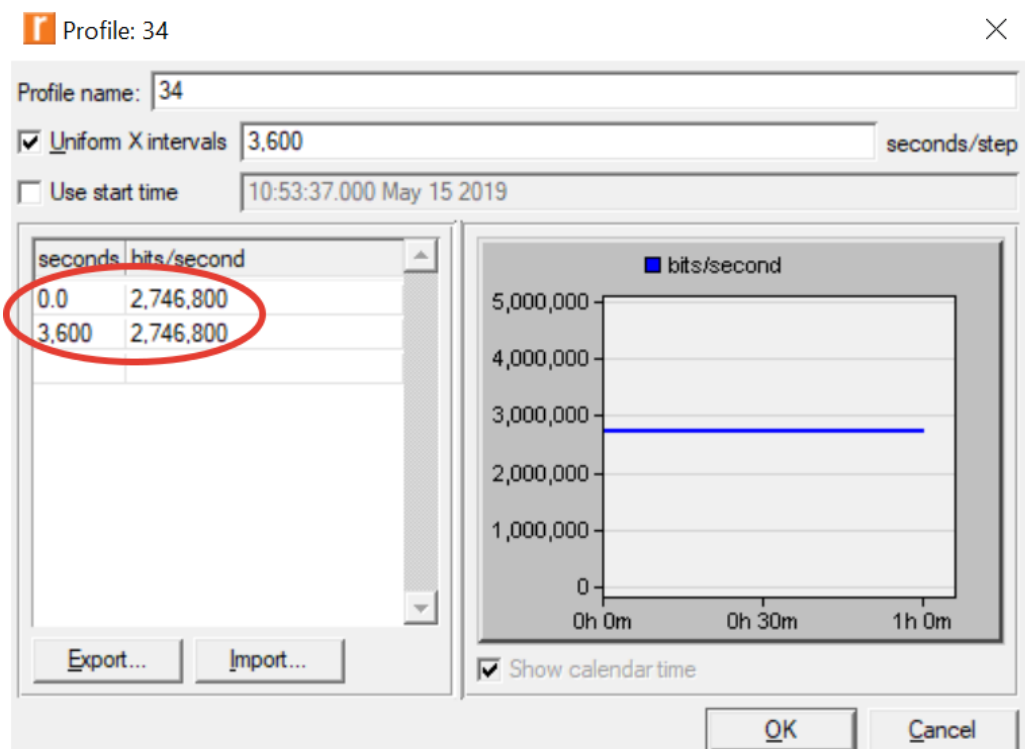 Profile: 34
Profile name: 34
Uniform X intervals 3,600 seconds/step
Use start time 10:53:37.000 May 15 2019
seconds bits/second
0.0 2,746,800
3,600 2,746,800
bits/second
5,000,000
4,000,000
3,000,000
2,000,000
1,000,000
0
0h 0m 0h 30m 1h 0m
Export... Import...
Show calendar time
OK Cancel